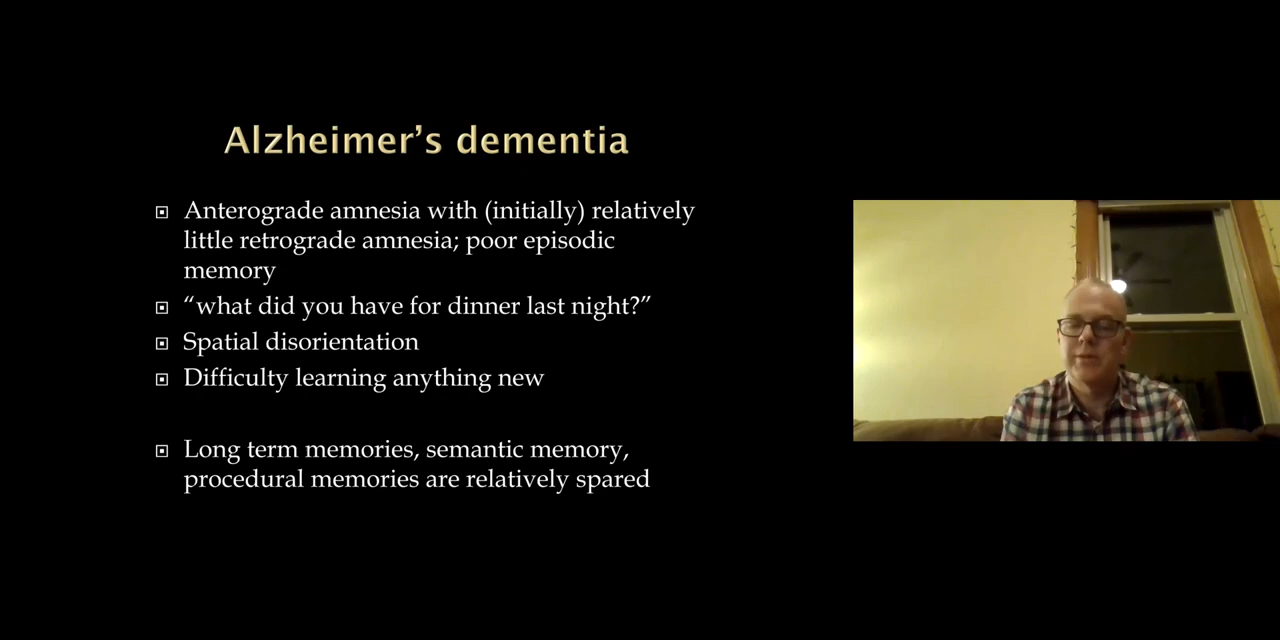 Alzheimer’s dementia
Anterograde amnesia with (initially) relatively
little retrograde amnesia; poor episodic
memory
“what did you have for dinner last night?”
Spatial disorientation
Difficulty learning anything new
Long term memories, semantic memory,
procedural memories are relatively spared